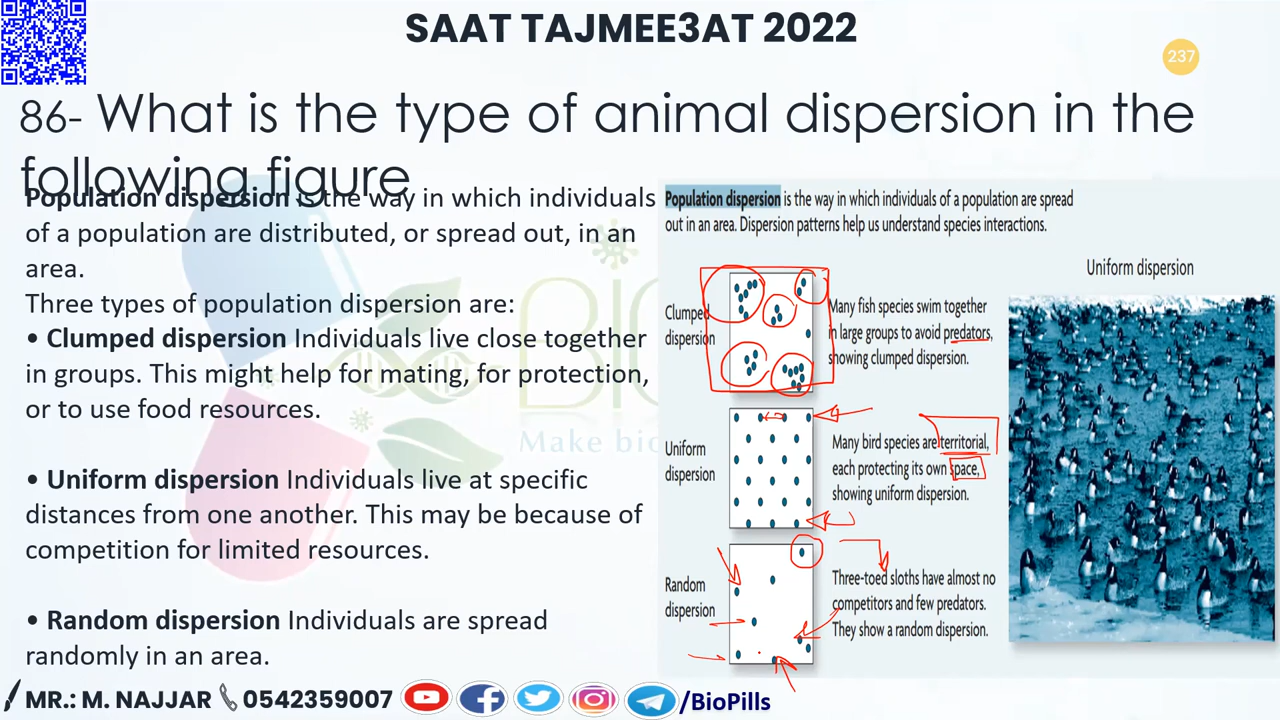 SAAT TAJMEE3AT 2022
237
86- What is the type of animal dispersion in the
following figure
Population dispersion is the way in which individuals
of a population are distributed, or spread out, in an
area.
Three types of population dispersion are:
• Clumped dispersion Individuals live close together
in groups. This might help for mating, for protection,
or to use food resources.
• Uniform dispersion Individuals live at specific
distances from one another. This may be because of
competition for limited resources.
• Random dispersion Individuals are spread
randomly in an area.
Population dispersion is the way in which individuals of a population are spread
out in an area. Dispersion patterns help us understand species interactions.
Clumped
dispersion
Many fish species swim together
in large groups to avoid predators,
showing clumped dispersion.
Uniform
dispersion
Many bird species are territorial,
each protecting its own space,
showing uniform dispersion.
Random
dispersion
Three-toed sloths have almost no
competitors and few predators.
They show a random dispersion.
Uniform dispersion
Make bio
MR.: M. NAJJAR 0542359007 /BioPills